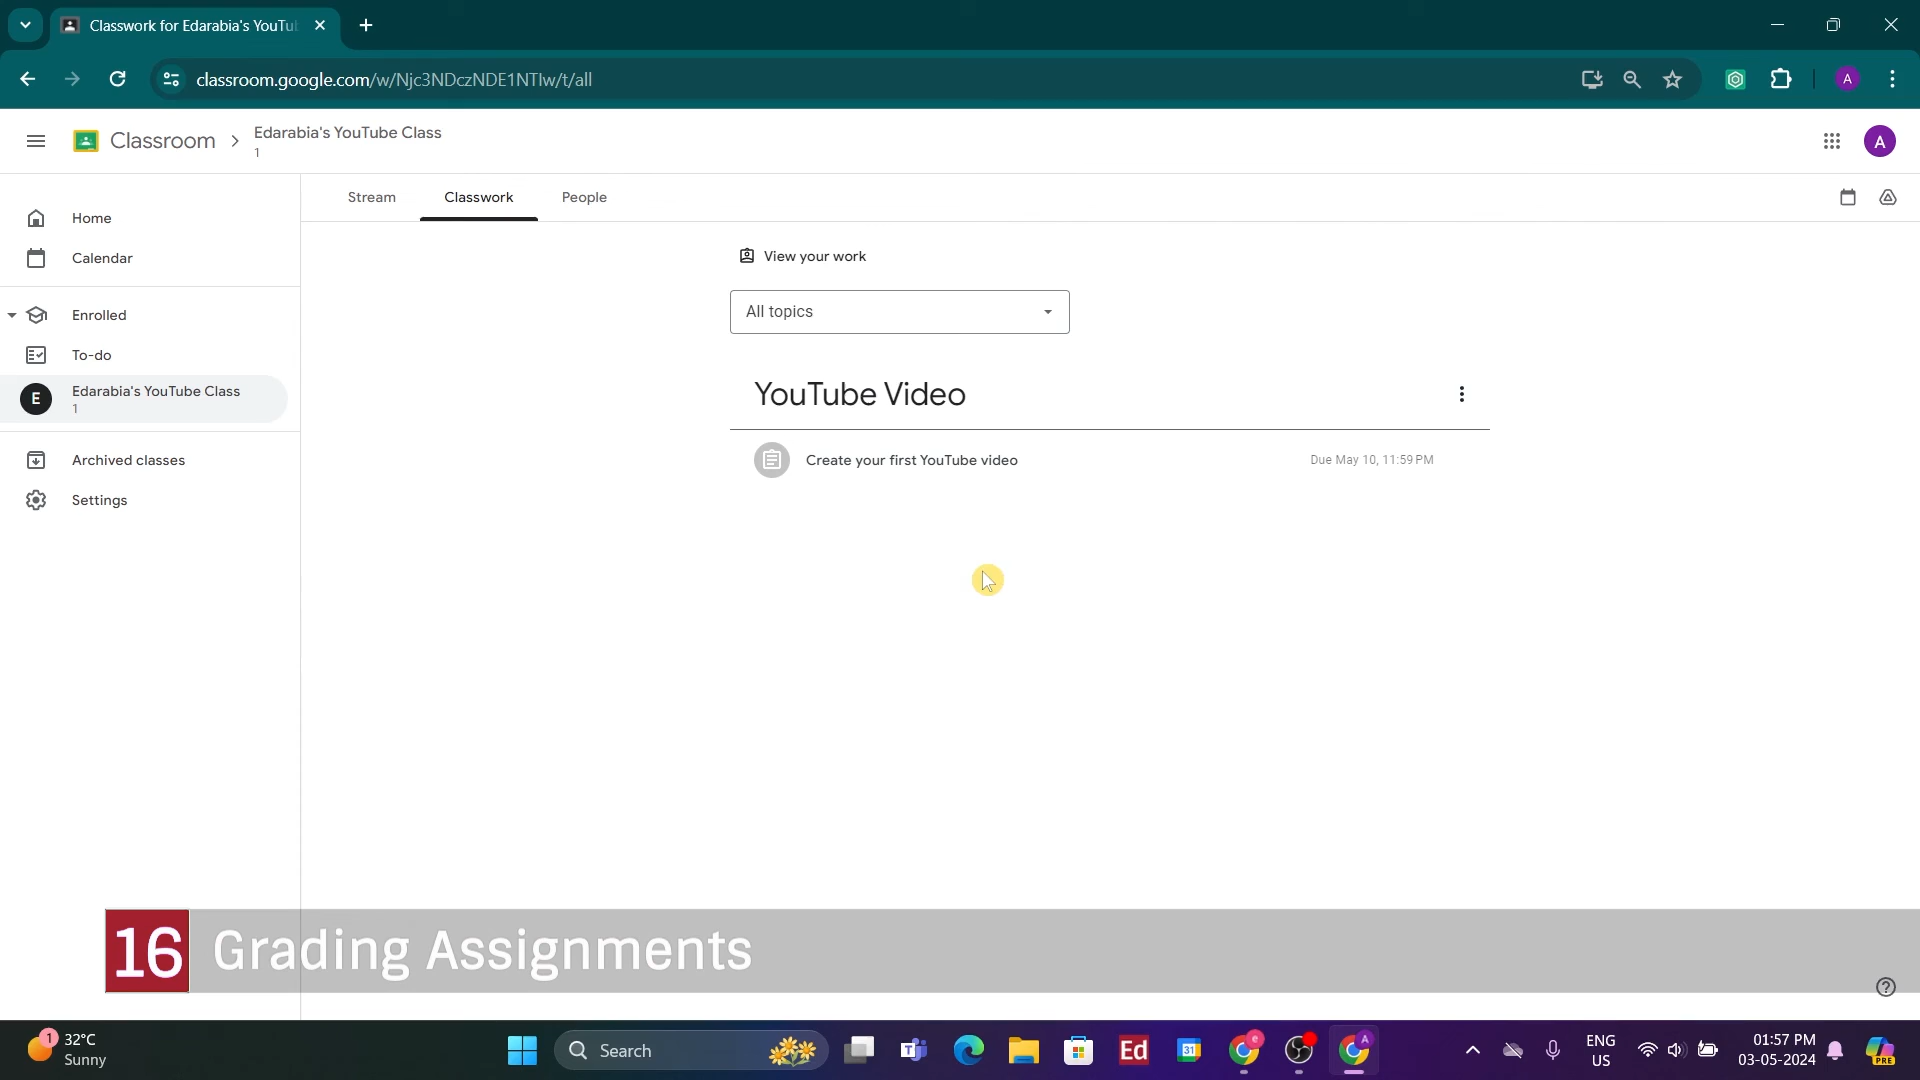 Classwork for Edarabia's YouTu
classroom.google.com/w/Njc3NDczNDE1NTIw/t/all
A
Classroom
Edarabia's YouTube Class
1
A
Stream
Classwork
People
Home
Calendar
Enrolled
To-do
E
Edarabia's YouTube Class
1
Archived classes
Settings
View your work
All topics
YouTube Video
Create your first YouTube video
Due May 10, 11:59 PM
16
Grading Assignments
1
32°C
Sunny
Search
T
Ed
31
e
A
ENG
US
01:57 PM
03-05-2024
PRE